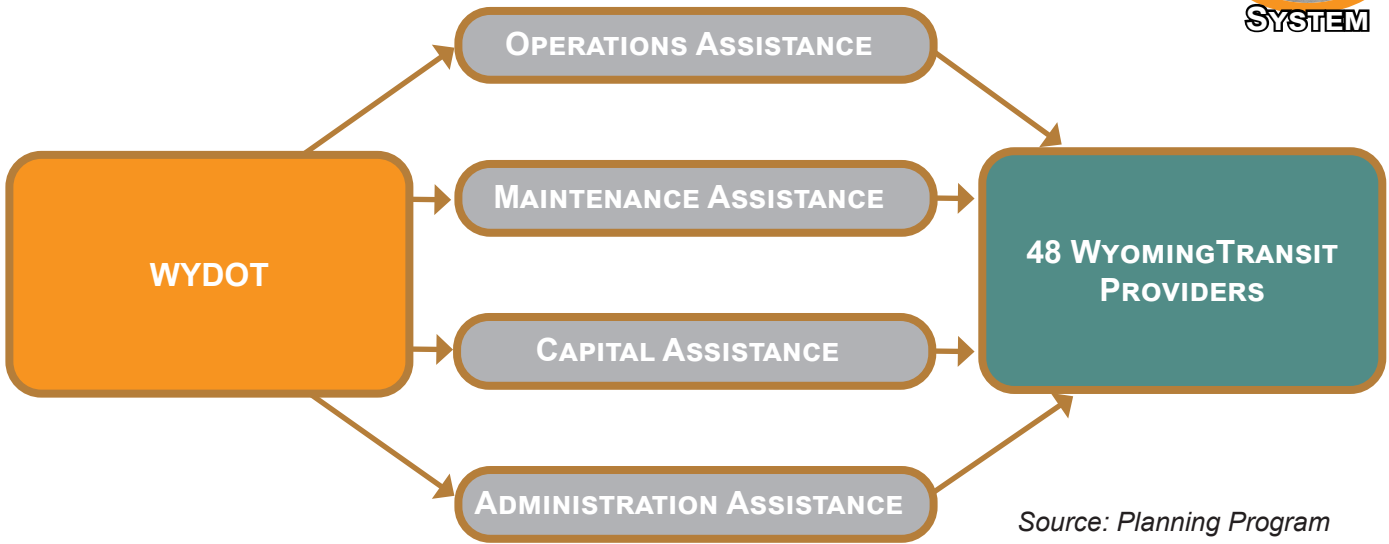 SYSTEM
OPERATIONS ASSISTANCE
MAINTENANCE ASSISTANCE
WYDOT
48 WYOMINGTRANSIT
PROVIDERS
CAPITAL ASSISTANCE
ADMINISTRATION ASSISTANCE
Source: Planning Program